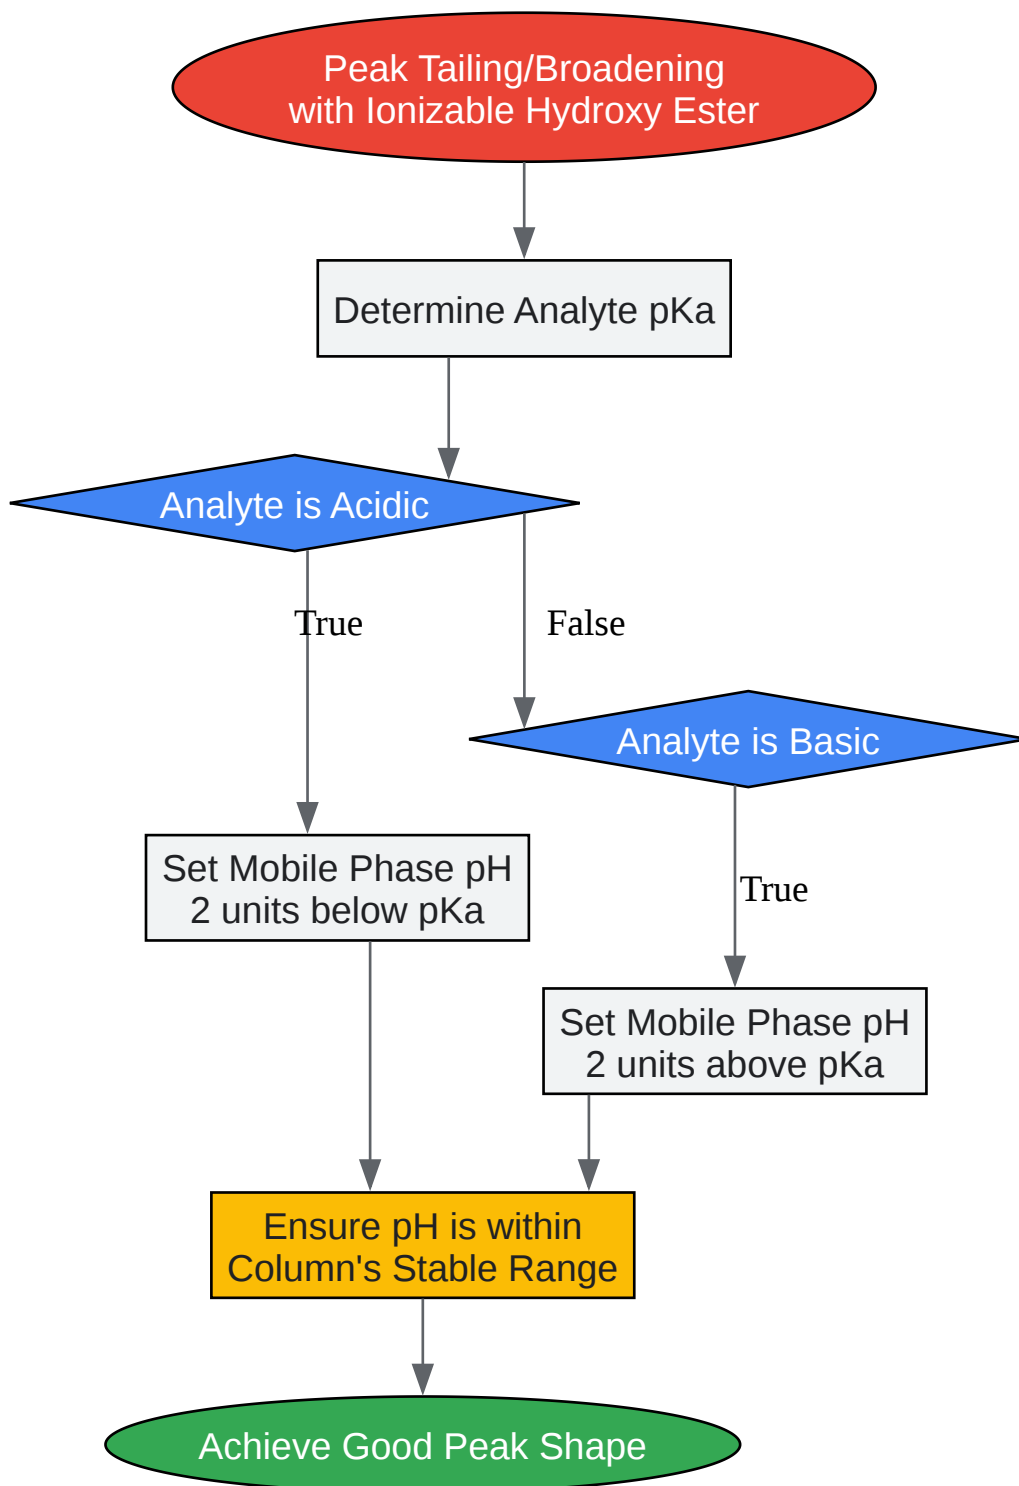 Peak Tailing/Broadening
with Ionizable Hydroxy Ester
Determine Analyte pKa
Analyte is Acidic
True
False
Analyte is Basic
Set Mobile Phase pH
2 units below pKa
True
Set Mobile Phase pH
2 units above pKa
Ensure pH is within
Column's Stable Range
Achieve Good Peak Shape